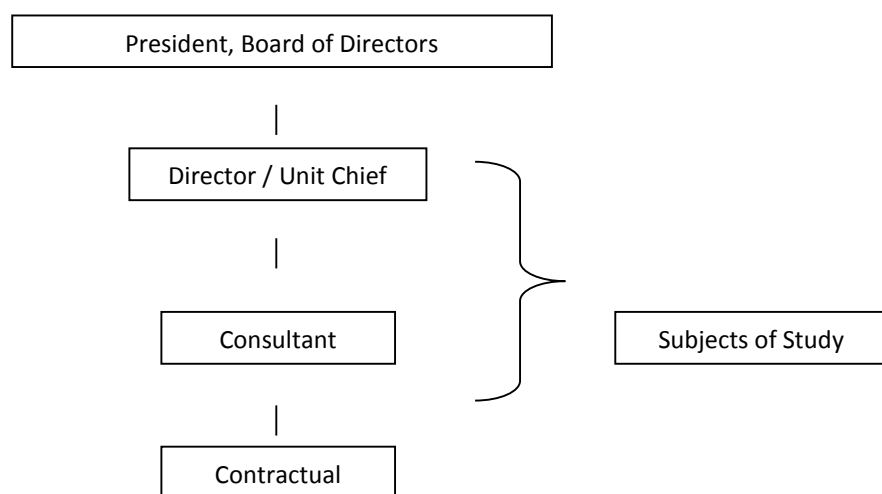 President, Board of Directors
Director / Unit Chief
Consultant
Subjects of Study
Contractual